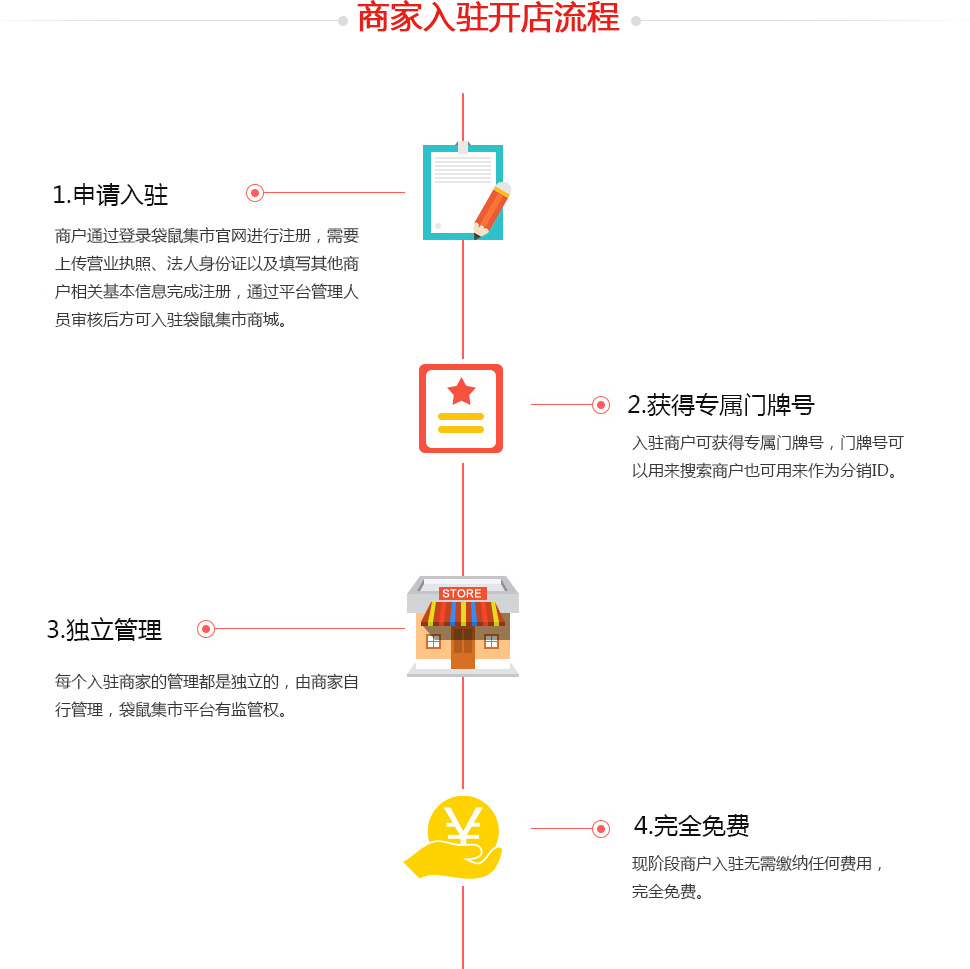 商家入驻开店流程
1.申请入驻
商户通过登录袋鼠集市官网进行注册，需要
上传营业执照、法人身份证以及填写其他商
户相关基本信息完成注册，通过平台管理人
员审核后方可入驻袋鼠集市商城。
2.获得专属门牌号
入驻商户可获得专属门牌号，门牌号可
以用来搜索商户也可用来作为分销ID。
STORE
3.独立管理
每个入驻商家的管理都是独立的，由商家自
行管理，袋鼠集市平台有监管权。
¥
4.完全免费
现阶段商户入驻无需缴纳任何费用，
完全免费。